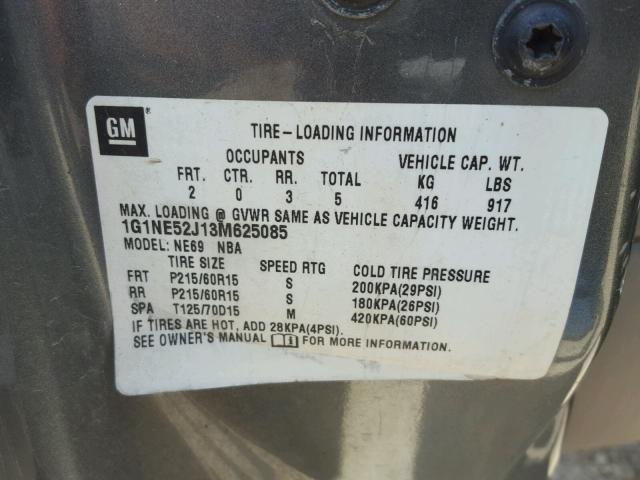 GM
TIRE-LOADING INFORMATION
OCCUPANTS VEHICLE CAP. WT.
FRT. CTR. RR. TOTAL KG LBS
2 0 3 5 416 917
MAX. LOADING @ GVWR SAME AS VEHICLE CAPACITY WEIGHT.
1G1NE52J13M625085
MODEL: NE69 NBA
TIRE SIZE SPEED RTG COLD TIRE PRESSURE
FRT P215/60R15 S 200KPA(29PSI)
RR P215/60R15 S 180KPA(26PSI)
SPA T125/70D15 M 420KPA(60PSI)
IF TIRES ARE HOT, ADD 28KPA(4PSI).
SEE OWNER'S MANUAL FOR MORE INFORMATION.